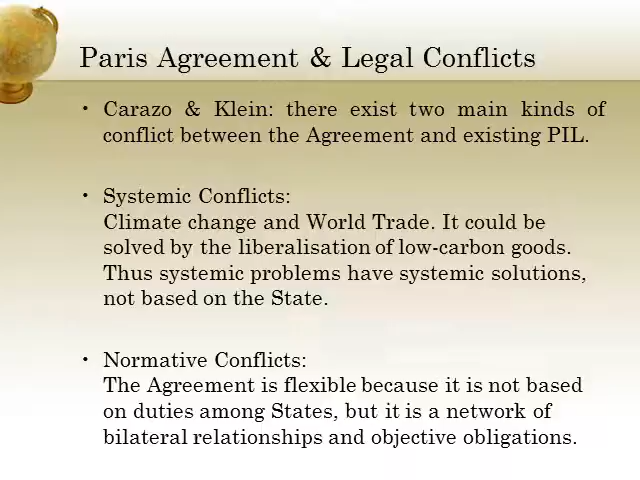 Paris Agreement & Legal Conflicts
• Carazo & Klein: there exist two main kinds of
conflict between the Agreement and existing PIL.
• Systemic Conflicts:
Climate change and World Trade. It could be
solved by the liberalisation of low-carbon goods.
Thus systemic problems have systemic solutions,
not based on the State.
• Normative Conflicts:
The Agreement is flexible because it is not based
on duties among States, but it is a network of
bilateral relationships and objective obligations.